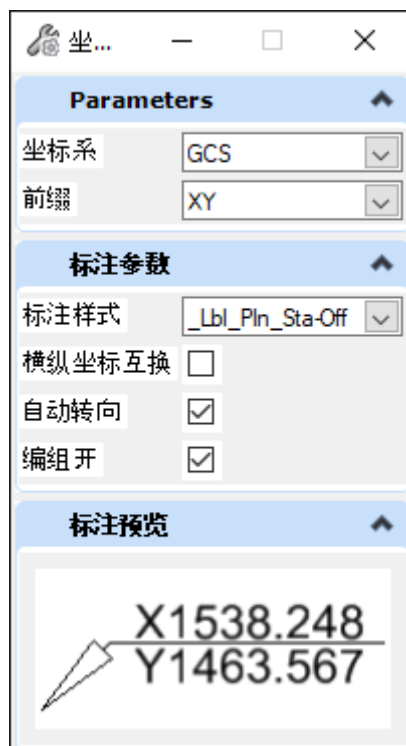 坐...
Parameters
坐标系 GCS
前缀 XY
标注参数
标注样式 _Lbl_Pln_Sta-Off
横纵坐标互换
自动转向
编组开
标注预览
X1538.248
Y1463.567